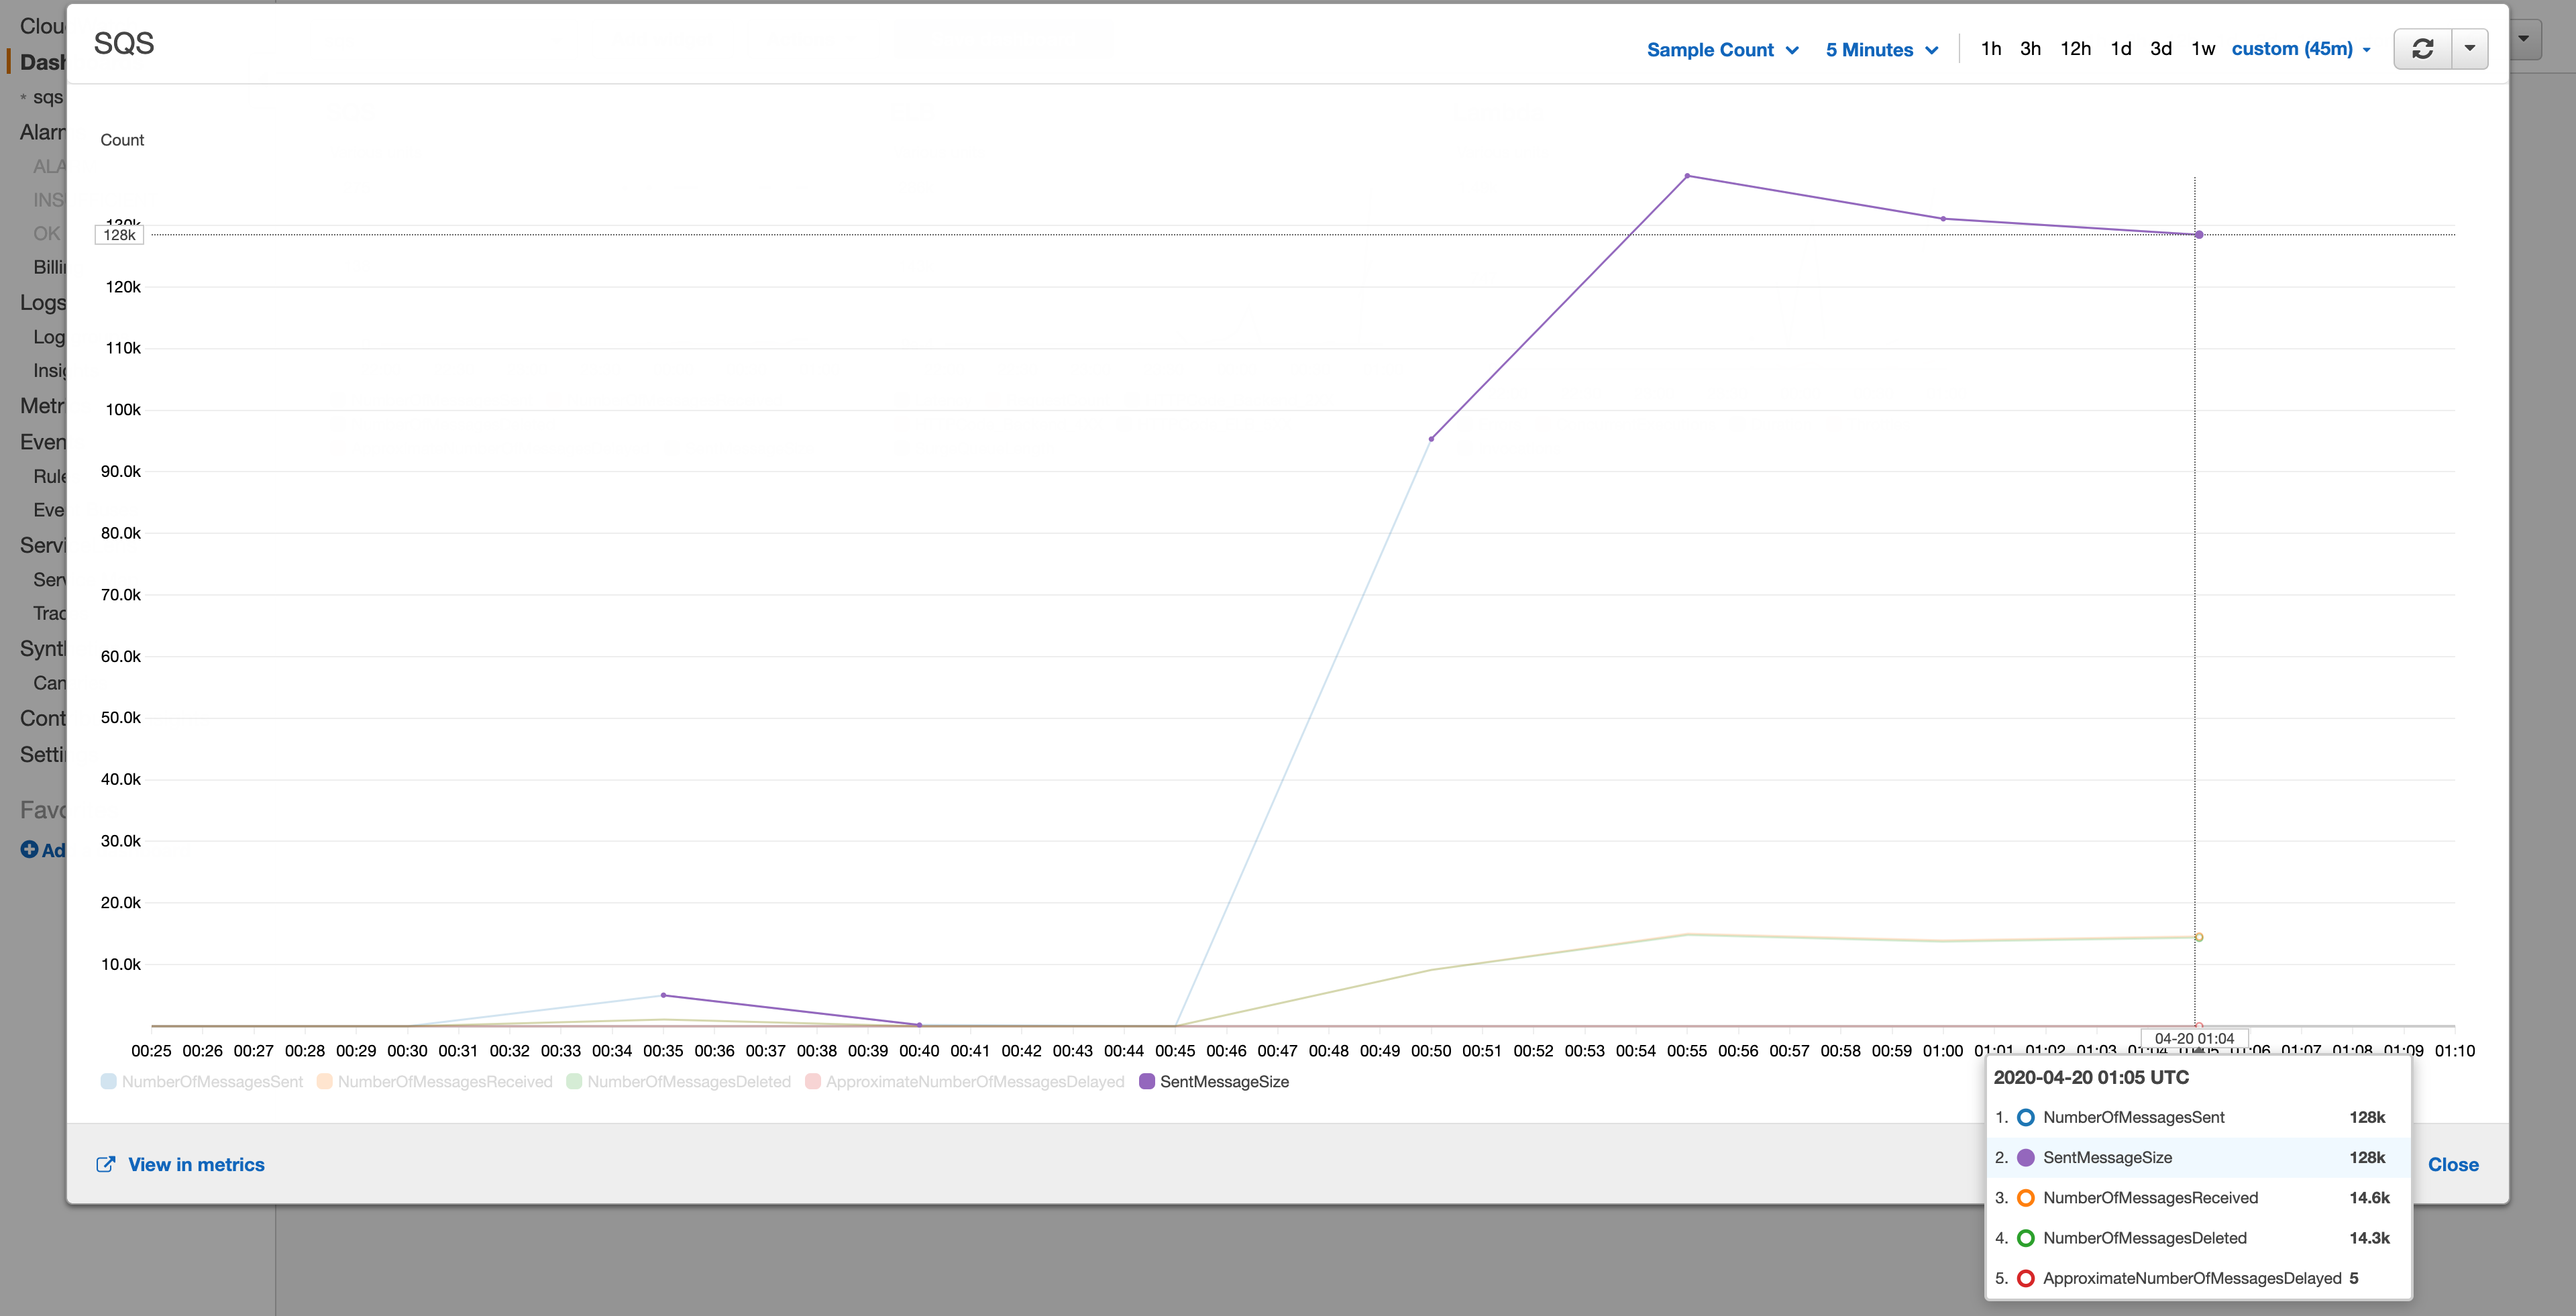 Clou
Dash
* sqs
Alarr
ALA
INS
OK
Billin
Logs
Log
Insig
Metr
Even
Rule
Eve
Servi
Serv
Trac
Synt
Can
Cont
Setti
Favo
Ad
SQS
Sample Count
5 Minutes
1h 3h 12h 1d 3d 1w custom (45m)
Count
130k
128k
120k
110k
100k
90.0k
80.0k
70.0k
60.0k
50.0k
40.0k
30.0k
20.0k
10.0k
04-20 01:04
00:25 00:26 00:27 00:28 00:29 00:30 00:31 00:32 00:33 00:34 00:35 00:36 00:37 00:38 00:39 00:40 00:41 00:42 00:43 00:44 00:45 00:46 00:47 00:48 00:49 00:50 00:51 00:52 00:53 00:54 00:55 00:56 00:57 00:58 00:59 01:00 01:01 01:02 01:03 01:04 01:05 01:06 01:07 01:08 01:09 01:10
NumberOfMessagesSent NumberOfMessagesReceived NumberOfMessagesDeleted ApproximateNumberOfMessagesDelayed SentMessageSize
2020-04-20 01:05 UTC
1. NumberOfMessagesSent 128k
2. SentMessageSize 128k
3. NumberOfMessagesReceived 14.6k
4. NumberOfMessagesDeleted 14.3k
5. ApproximateNumberOfMessagesDelayed 5
View in metrics
Close